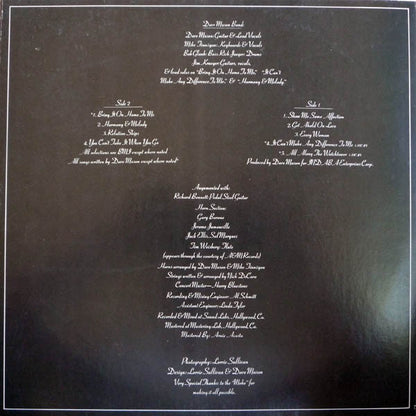 Dave Mason Band:
Dave Mason: Guitar & Lead Vocals
Mike Finnigan: Keyboards & Vocals
Bob Glaub: Bass Rick Jaeger: Drums
Jim Krueger: Guitars, vocals,
& lead solos on "Bring It On Home To Me" "It Can't
Make Any Difference To Me" & "Harmony & Melody"
Side 2
*1. Bring It On, Home To Me
2. Harmony & Melody
3. Relation Ships
4. You Can't Take It When You Go
All selections are BMI except where noted
All songs written by Dave Mason except where noted*
Side 1
1. Show Me Some Affection
2. Get Ahold On Love
3. Every Woman
*4. It Can't Make Any Difference To Me
*5. All Along The Watchtower
Produced by Dave Mason for Enterprises Corp.
Augmented with:
Richard Bennett: Pedal Steel Guitar
Horn Section:
Gary Barone
Jerome Jumonville
Jack Ellis, Sal Marquez
Tim Weisberg: Flute
(appears through the courtesy of A&M Records)
Horns arranged by Dave Mason & Mike Finnigan
Strings written & arranged by Nick DeCaro
Concert Master—Harry Bluestone
Recording & Mixing Engineer: Al Schmitt
Assistant Engineer: Linda Tyler
Recorded & Mixed at Sound Labs, Hollywood, Ca.
Mastered at Mastering Lab., Hollywood, Ca.
Mastered By: Arnie Acosta
Photography: Lorrie Sullivan
Design: Lorrie Sullivan & Dave Mason
Very Special Thanks to the "Make" for
making it all possible.